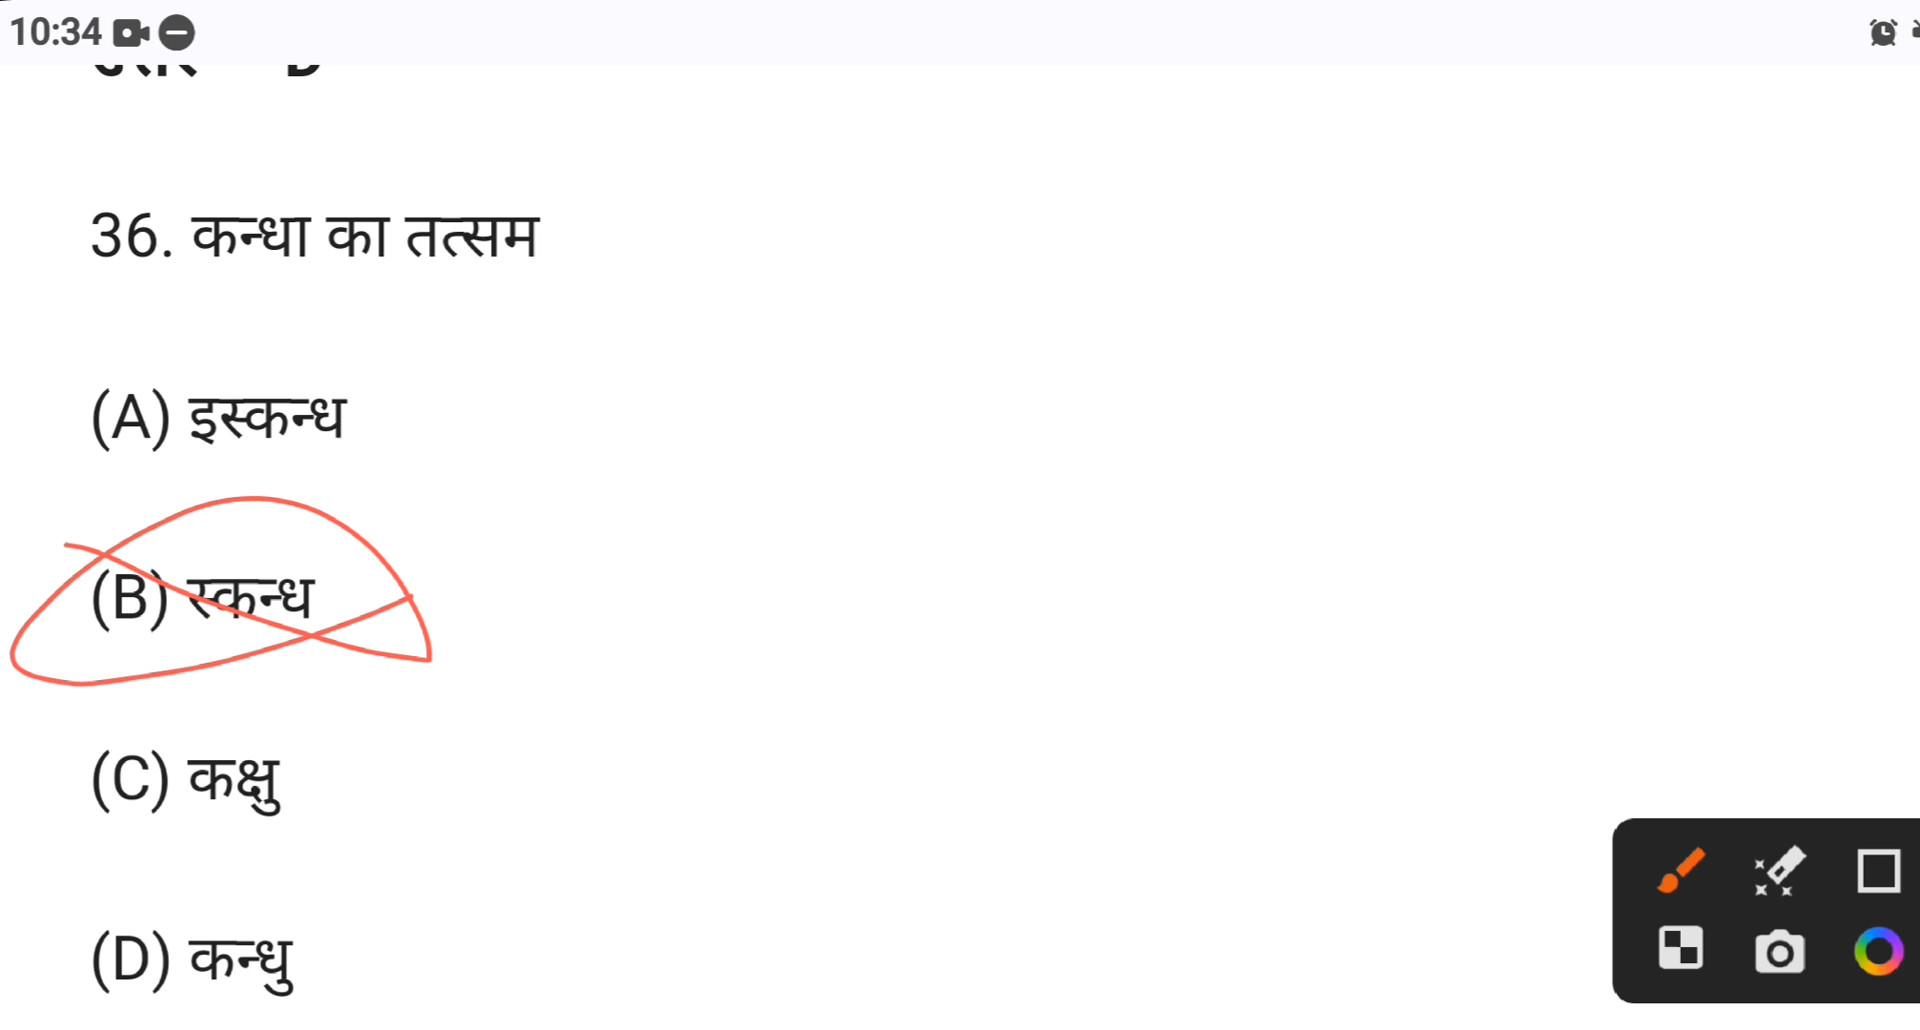 10:34
36. कन्धा का तत्सम
(A) इस्कन्ध
(B) स्कन्ध
(C) कक्षु
(D) कन्धु